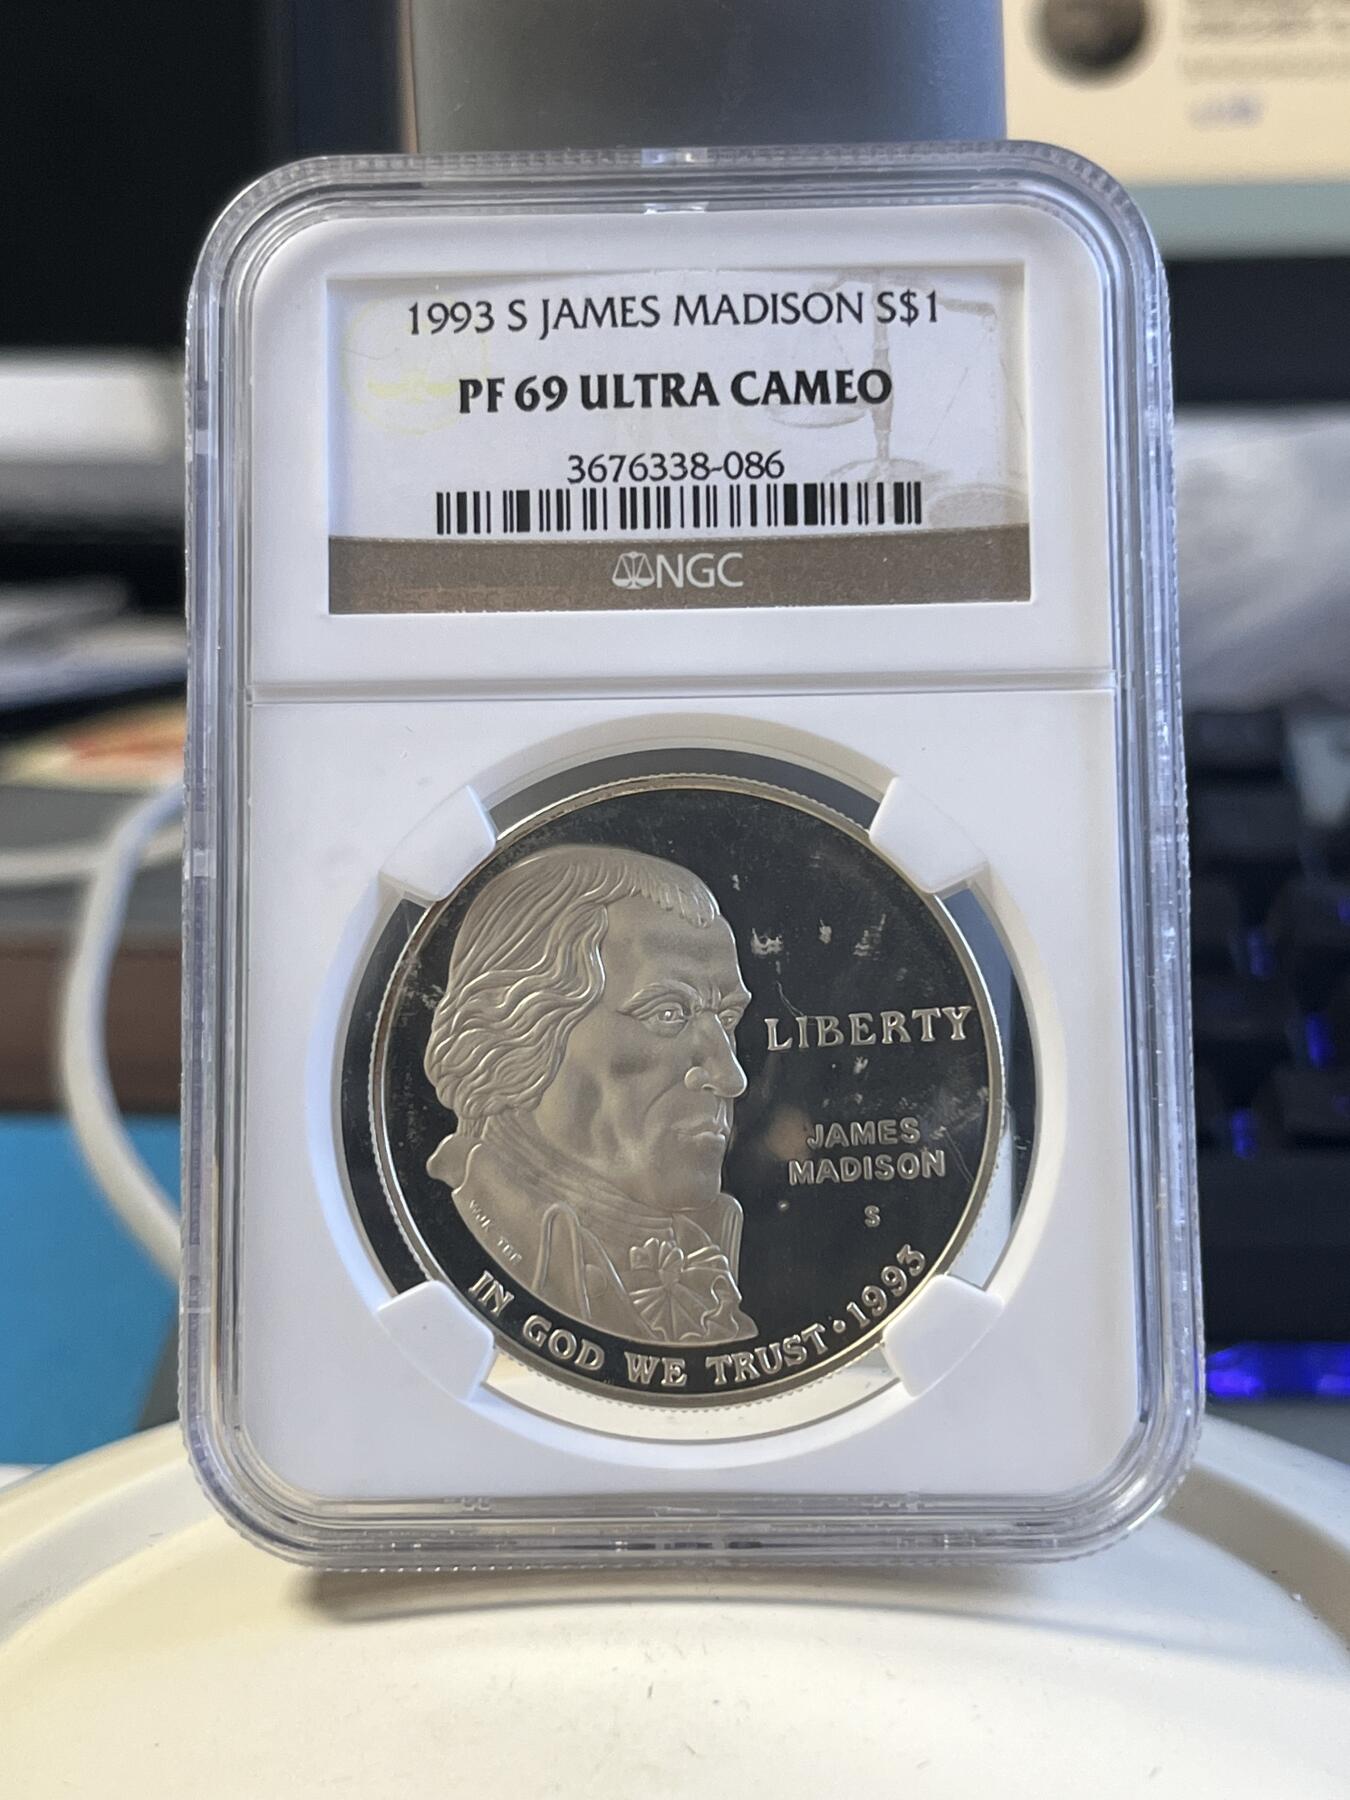 1993 S JAMES MADISON S$1
PF 69 ULTRA CAMEO
3676338-086
NGC
LIBERTY
JAMES
MADISON
S
IN GOD WE TRUST • 1993